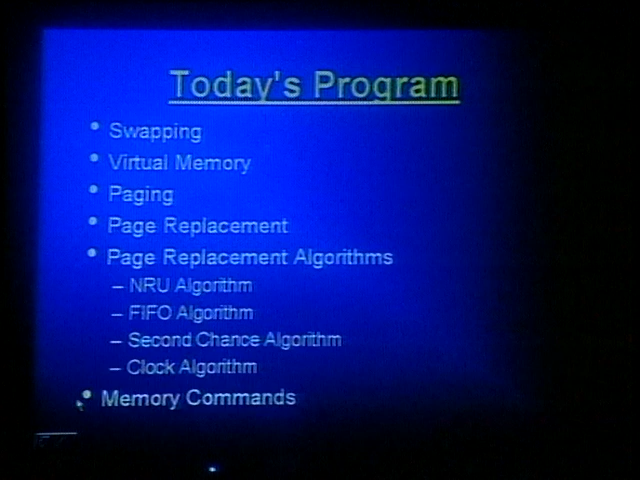 Today's Program
• Swapping
• Virtual Memory
• Paging
• Page Replacement
• Page Replacement Algorithms
– NRU Algorithm
– FIFO Algorithm
– Second Chance Algorithm
– Clock Algorithm
• Memory Commands